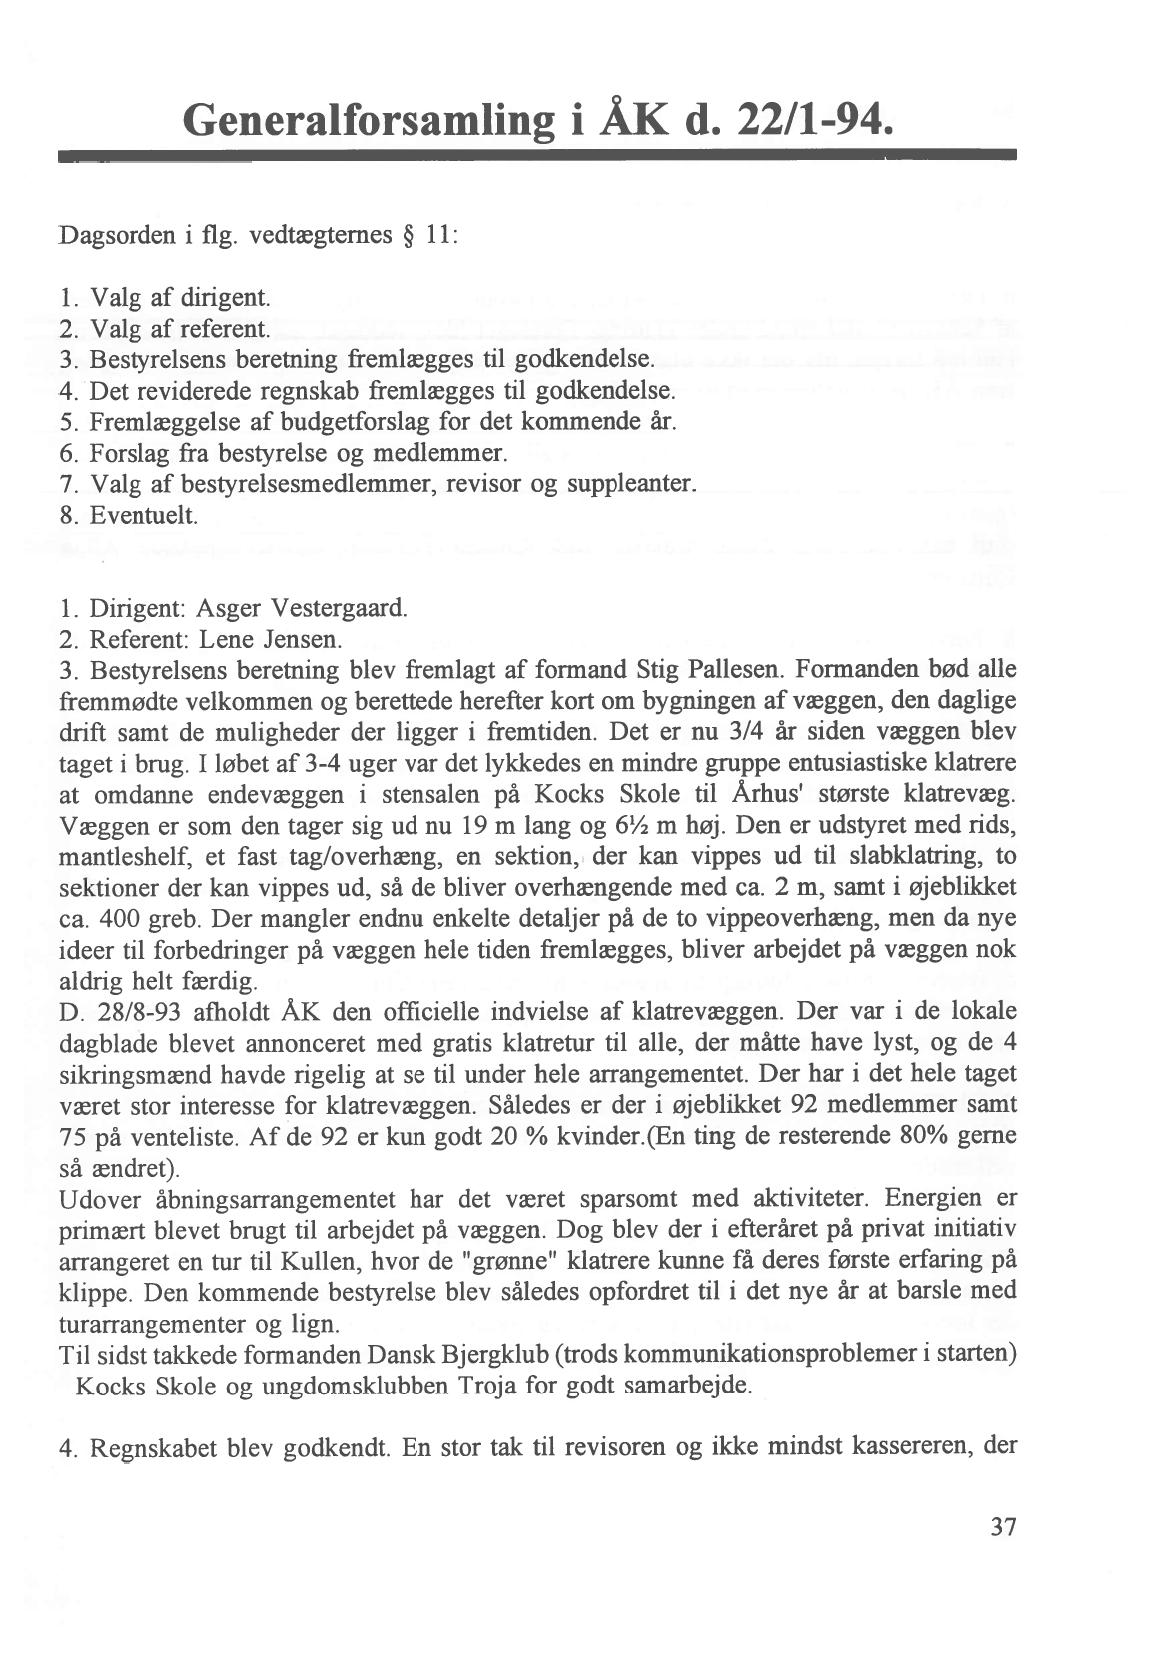 Generalforsamling i ÅK d. 22/1-94.
Dagsorden i flg. vedtægternes § 11:
1. Valg af dirigent.
2. Valg af referent.
3. Bestyrelsens beretning fremlægges til godkendelse.
4. Det reviderede regnskab fremlægges til godkendelse.
5. Fremlæggelse af budgetforslag for det kommende år.
6. Forslag fra bestyrelse og medlemmer.
7. Valg af bestyrelsesmedlemmer, revisor og suppleanter.
8. Eventuelt.
1. Dirigent: Asger Vestergaard.
2. Referent: Lene Jensen.
3. Bestyrelsens beretning blev fremlagt af formand Stig Pallesen. Formanden bød alle
fremmødte velkommen og berettede herefter kort om bygningen af væggen, den daglige
drift samt de muligheder der ligger i fremtiden. Det er nu 3/4 år siden væggen blev
taget i brug. I løbet af 3-4 uger var det lykkedes en mindre gruppe entusiastiske klatrere
at omdanne endevæggen i stensalen på Kocks Skole til Århus' største klatrevæg.
Væggen er som den tager sig ud nu 19 m lang og 6½ m høj. Den er udstyret med rids,
mantleshelf, et fast tag/overhæng, en sektion, der kan vippes ud til slabklatring, to
sektioner der kan vippes ud, så de bliver overhængende med ca. 2 m, samt i øjeblikket
ca. 400 greb. Der mangler endnu enkelte detaljer på de to vippeoverhæng, men da nye
ideer til forbedringer på væggen hele tiden fremlægges, bliver arbejdet på væggen nok
aldrig helt færdig.
D. 28/8-93 afholdt ÅK den officielle indvielse af klatrevæggen. Der var i de lokale
dagblade blevet annonceret med gratis klatretur til alle, der måtte have lyst, og de 4
sikringsmænd havde rigelig at se til under hele arrangementet. Der har i det hele taget
været stor interesse for klatrevæggen. Således er der i øjeblikket 92 medlemmer samt
75 på venteliste. Af de 92 er kun godt 20 % kvinder.(En ting de resterende 80% gerne
så ændret).
Udover åbningsarrangementet har det været sparsomt med aktiviteter. Energien er
primært blevet brugt til arbejdet på væggen. Dog blev der i efteråret på privat initiativ
arrangeret en tur til Kullen, hvor de "grønne" klatrere kunne få deres første erfaring på
klippe. Den kommende bestyrelse blev således opfordret til i det nye år at barsle med
turarrangementer og lign.
Til sidst takkede formanden Dansk Bjergklub (trods kommunikationsproblemer i starten)
Kocks Skole og ungdomsklubben Troja for godt samarbejde.
4. Regnskabet blev godkendt. En stor tak til revisoren og ikke mindst kassereren, der
37